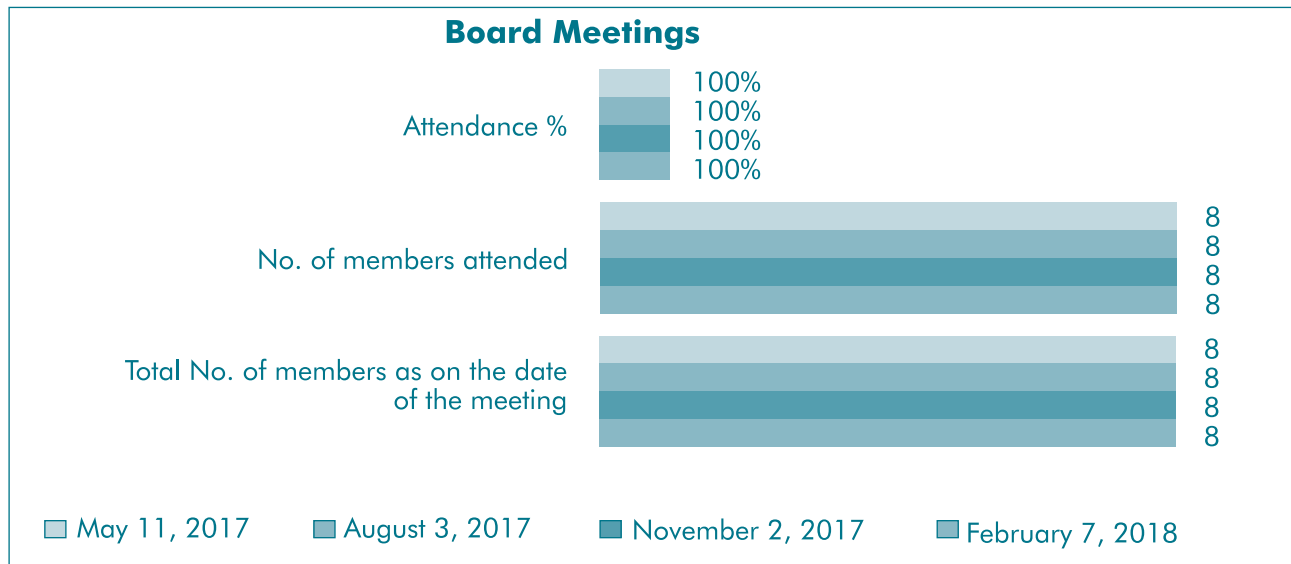 Board Meetings
Attendance %
100%
100%
100%
100%
No. of members attended
8
8
8
8
Total No. of members as on the date
of the meeting
8
8
8
8
May 11, 2017
August 3, 2017
November 2, 2017
February 7, 2018